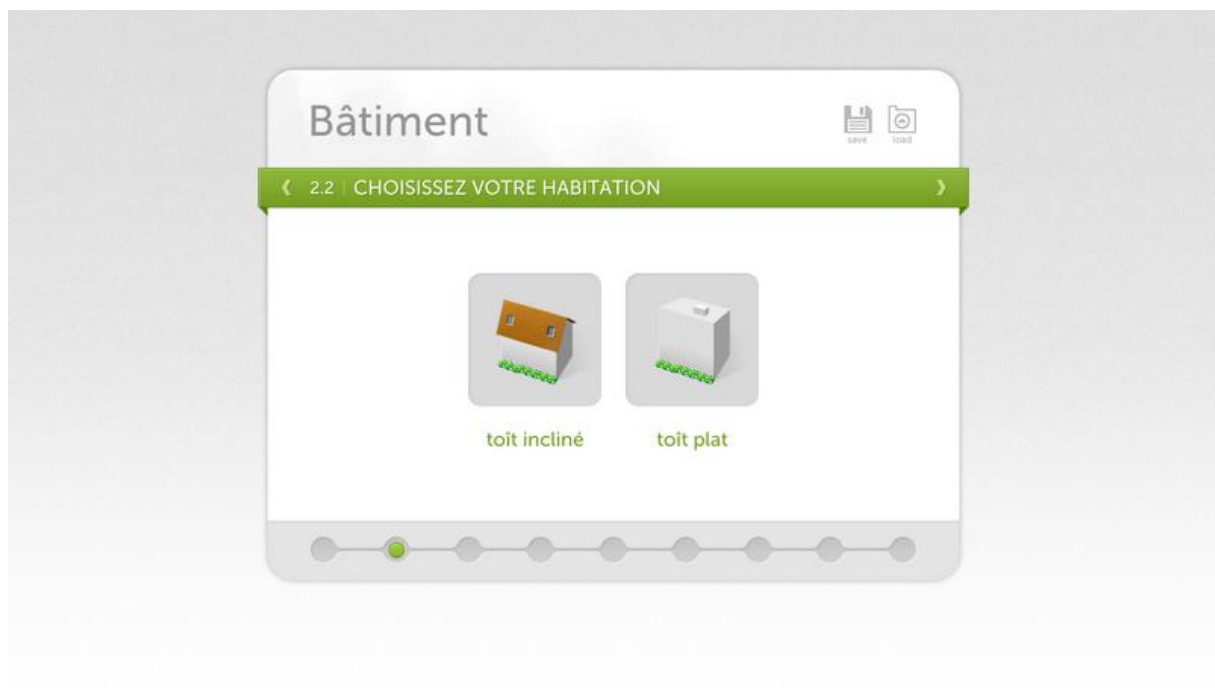 Bâtiment
save load
2.2 | CHOISISSEZ VOTRE HABITATION
toît incliné toît plat